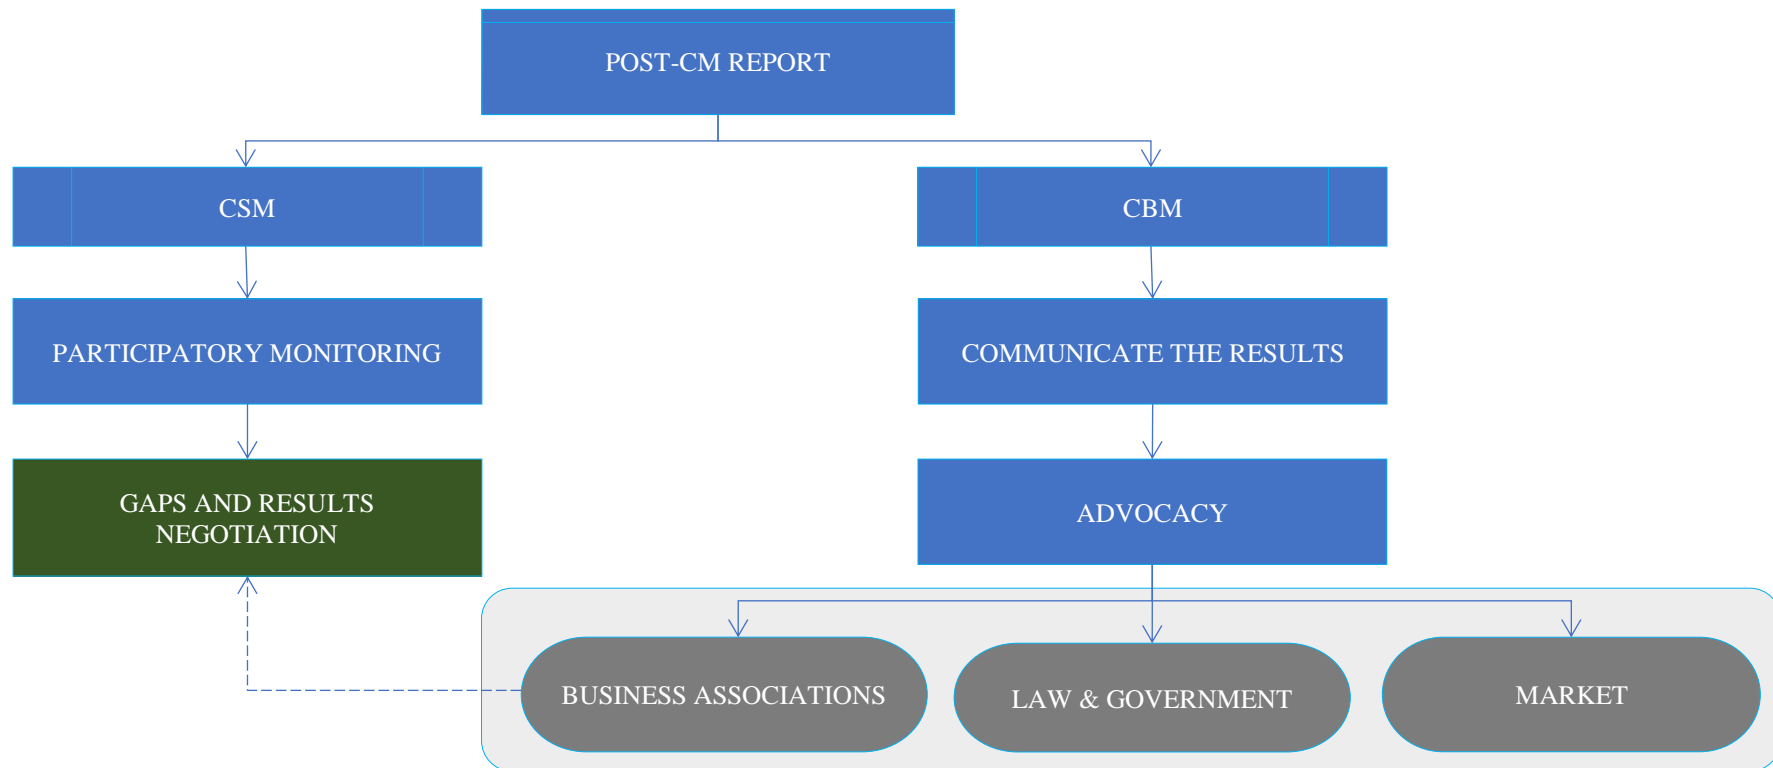 POST-CM REPORT
CSM
CBM
PARTICIPATORY MONITORING
COMMUNICATE THE RESULTS
GAPS AND RESULTS
NEGOTIATION
ADVOCACY
BUSINESS ASSOCIATIONS
LAW & GOVERNMENT
MARKET